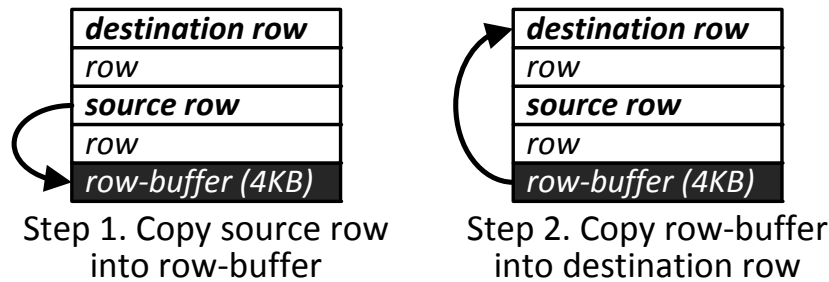 destination row
row
source row
row
row-buffer (4KB)
Step 1. Copy source row
into row-buffer
destination row
row
source row
row
row-buffer (4KB)
Step 2. Copy row-buffer
into destination row